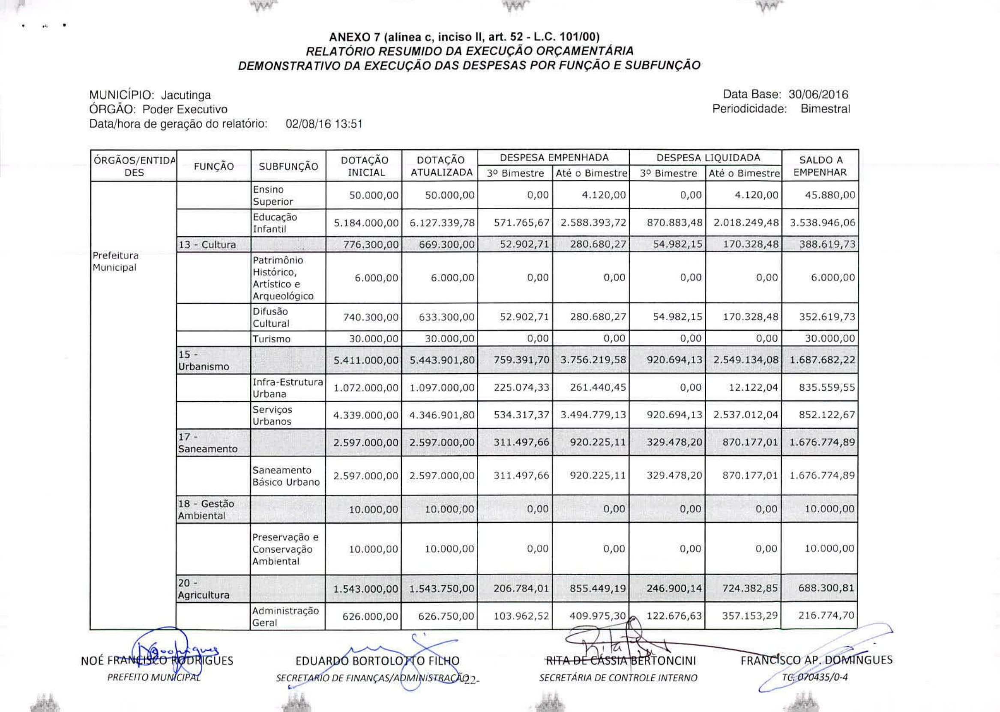 ANEXO 7 (alínea c, inciso II, art. 52 - L.C. 101/00)
RELATÓRIO RESUMIDO DA EXECUÇÃO ORÇAMENTÁRIA
DEMONSTRATIVO DA EXECUÇÃO DAS DESPESAS POR FUNÇÃO E SUBFUNÇÃO
MUNICÍPIO: Jacutinga
Data Base: 30/06/2016
ÓRGÃO: Poder Executivo
Periodicidade: Bimestral
Data/hora de geração do relatório: 02/08/16 13:51
ÓRGÃOS/ENTIDA
DES
FUNÇÃO
SUBFUNÇÃO
DOTAÇÃO
INICIAL
DOTAÇÃO
ATUALIZADA
DESPESA EMPENHADA
3º Bimestre Até o Bimestre
DESPESA LIQUIDADA
3º Bimestre Até o Bimestre
SALDO A
EMPENHAR
Prefeitura
Municipal
Ensino
Superior
50.000,00 50.000,00 0,00 4.120,00 0,00 4.120,00 45.880,00
Educação
Infantil
5.184.000,00 6.127.339,78 571.765,67 2.588.393,72 870.883,48 2.018.249,48 3.538.946,06
13 - Cultura 776.300,00 669.300,00 52.902,71 280.680,27 54.982,15 170.328,48 388.619,73
Patrimônio
Histórico,
Artístico e
Arqueológico
6.000,00 6.000,00 0,00 0,00 0,00 0,00 6.000,00
Difusão
Cultural
740.300,00 633.300,00 52.902,71 280.680,27 54.982,15 170.328,48 352.619,73
Turismo 30.000,00 30.000,00 0,00 0,00 0,00 0,00 30.000,00
15 -
Urbanismo
5.411.000,00 5.443.901,80 759.391,70 3.756.219,58 920.694,13 2.549.134,08 1.687.682,22
Infra-Estrutura
Urbana
1.072.000,00 1.097.000,00 225.074,33 261.440,45 0,00 12.122,04 835.559,55
Serviços
Urbanos
4.339.000,00 4.346.901,80 534.317,37 3.494.779,13 920.694,13 2.537.012,04 852.122,67
17 -
Saneamento
2.597.000,00 2.597.000,00 311.497,66 920.225,11 329.478,20 870.177,01 1.676.774,89
Saneamento
Básico Urbano
2.597.000,00 2.597.000,00 311.497,66 920.225,11 329.478,20 870.177,01 1.676.774,89
18 - Gestão
Ambiental
10.000,00 10.000,00 0,00 0,00 0,00 0,00 10.000,00
Preservação e
Conservação
Ambiental
10.000,00 10.000,00 0,00 0,00 0,00 0,00 10.000,00
20 -
Agricultura
1.543.000,00 1.543.750,00 206.784,01 855.449,19 246.900,14 724.382,85 688.300,81
Administração
Geral
626.000,00 626.750,00 103.962,52 409.975,30 122.676,63 357.153,29 216.774,70
NOÉ FRANCISCO RODRIGUES
PREFEITO MUNICIPAL
EDUARDO BORTOLOTTO FILHO
SECRETARIO DE FINANÇAS/ADMINISTRAÇÃO
22-
RITA DE CASSIA BERTONCINI
SECRETÁRIA DE CONTROLE INTERNO
FRANCISCO AP. DOMINGUES
TC. 070435/0-4